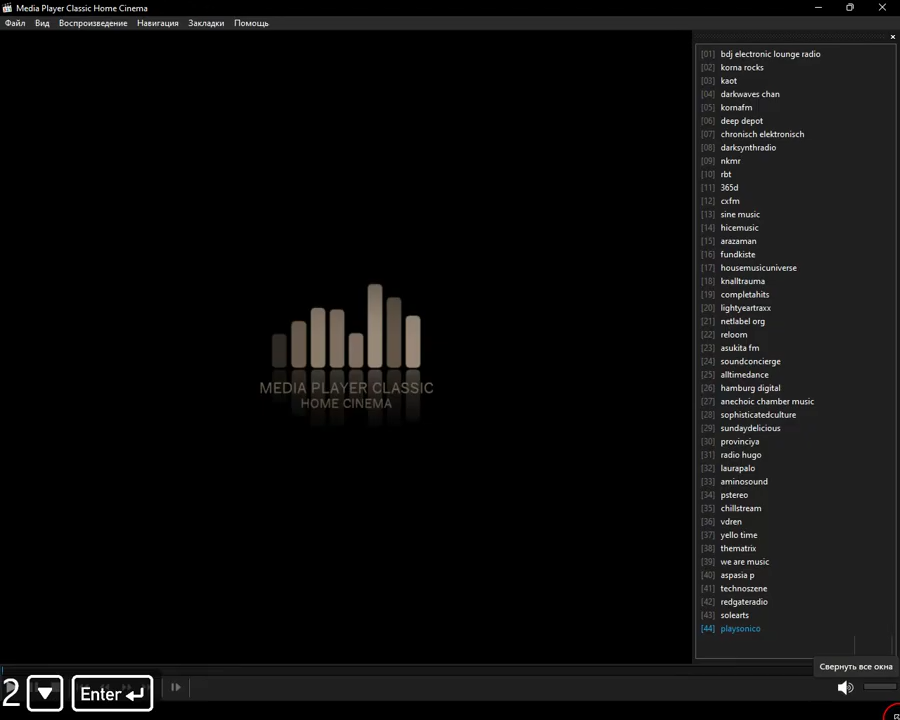 Media Player Classic Home Cinema
Файл Вид Воспроизведение Навигация Закладки Помощь
[01] bdj electronic lounge radio
[02] korna rocks
[03] kaot
[04] darkwaves chan
[05] kornafm
[06] deep depot
[07] chronisch elektronisch
[08] darksynthradio
[09] nkmr
[10] rbt
[11] 365d
[12] cxfm
[13] sine music
[14] hicemusic
[15] arazaman
[16] fundkiste
[17] housemusicuniverse
[18] knalltrauma
[19] completahits
[20] lightyeartraxx
[21] netlabel org
[22] reloom
[23] asukita fm
[24] soundconcierge
[25] alltimedance
[26] hamburg digital
[27] anechoic chamber music
[28] sophisticatedculture
[29] sundaydelicious
[30] provinciya
[31] radio hugo
[32] laurapalo
[33] aminosound
[34] pstereo
[35] chillstream
[36] vdren
[37] yello time
[38] thematrix
[39] we are music
[40] aspasia p
[41] technoszene
[42] redgateradio
[43] solearts
[44] playsonico
MEDIA PLAYER CLASSIC
HOME CINEMA
Свернуть все окна
2 Enter